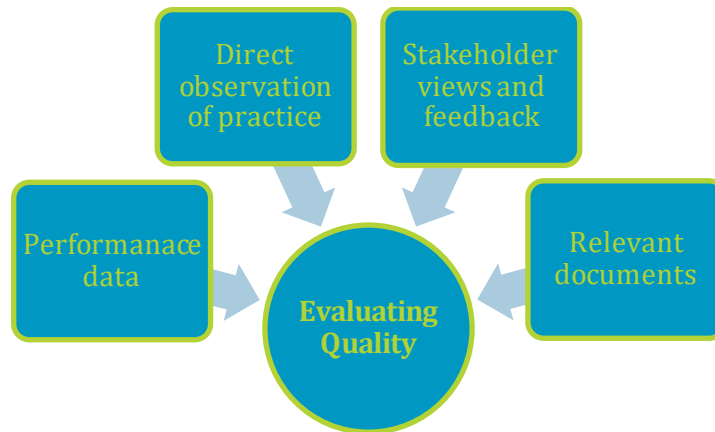 Direct
observation
of practice
Stakeholder
views and
feedback
Performanace
data
Relevant
documents
Evaluating
Quality